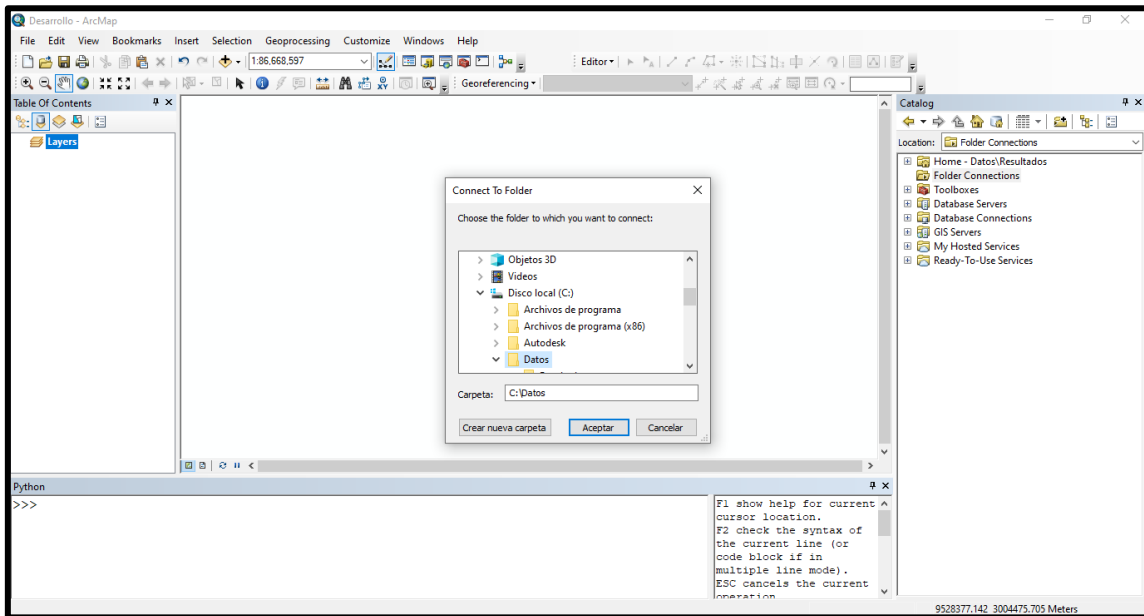 Desarrollo - ArcMap
File Edit View Bookmarks Insert Selection Geoprocessing Customize Windows Help
1:86,668,597
Editor
Georeferencing
Table Of Contents
Layers
Catalog
Location: Folder Connections
Home - Datos\Resultados
Folder Connections
Toolboxes
Database Servers
Database Connections
GIS Servers
My Hosted Services
Ready-To-Use Services
Connect To Folder
Choose the folder to which you want to connect:
Objetos 3D
Videos
Disco local (C:)
Archivos de programa
Archivos de programa (x86)
Autodesk
Datos
Carpeta: C:\Datos
Crear nueva carpeta Aceptar Cancelar
Python
>>>
F1 show help for current
cursor location.
F2 check the syntax of
the current line (or
code block if in
multiple line mode).
ESC cancels the current
operation
9528377.142 3004475.705 Meters